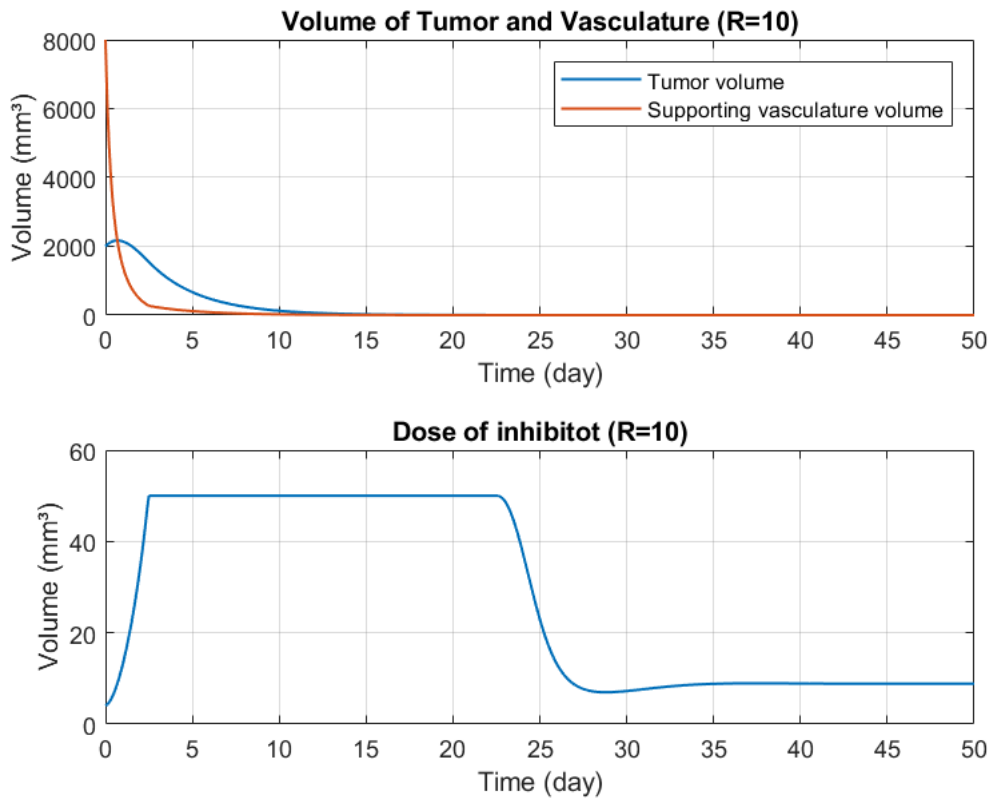 Volume of Tumor and Vasculature (R=10)
8000
6000
4000
2000
0
Volume (mm³)
Tumor volume
Supporting vasculature volume
0 5 10 15 20 25 30 35 40 45 50
Time (day)
Dose of inhibitot (R=10)
60
40
20
0
Volume (mm³)
0 5 10 15 20 25 30 35 40 45 50
Time (day)